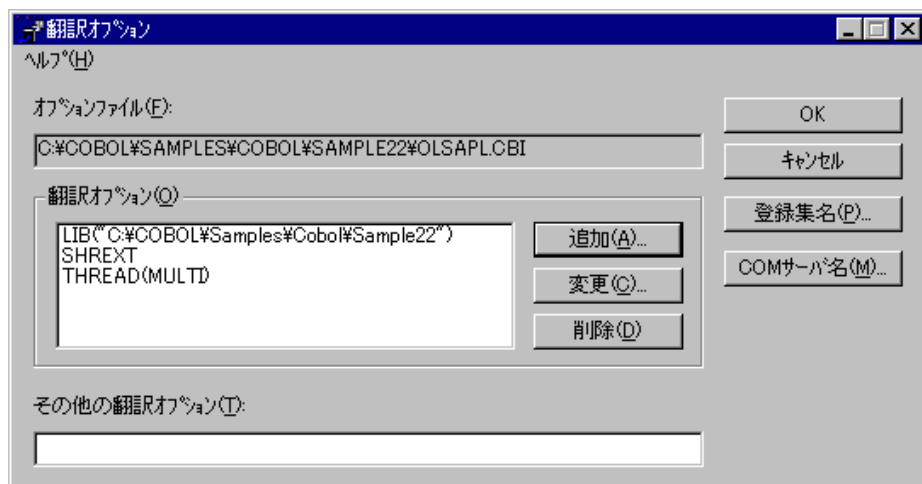 翻訳ｵﾌﾟｼｮﾝ
ﾍﾙﾌﾟ(H)
ｵﾌﾟｼｮﾝﾌｧｲﾙ(F):
C:¥COBOL¥SAMPLES¥COBOL¥SAMPLE22¥OLSAPL.CBI
翻訳ｵﾌﾟｼｮﾝ(O)
LIB("C:¥COBOL¥Samples¥Cobol¥Sample22")
SHREXT
THREAD(MULTI)
追加(A)...
変更(C)...
削除(D)
その他の翻訳ｵﾌﾟｼｮﾝ(T):
OK
ｷｬﾝｾﾙ
登録集名(P)...
COMｻｰﾊﾞ名(M)...